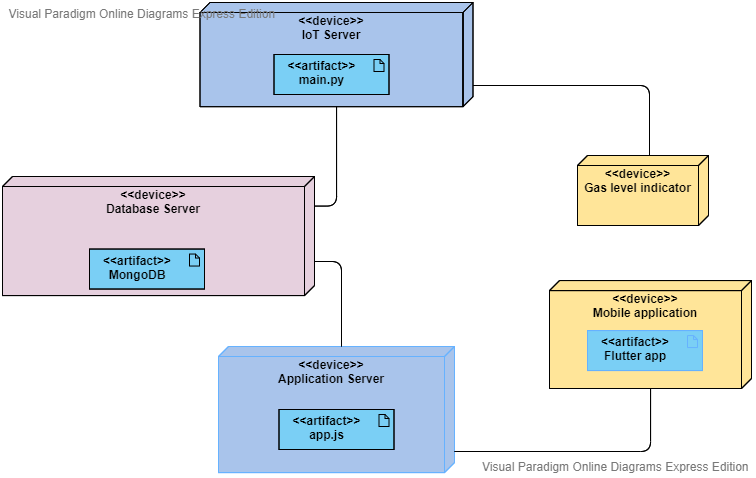 Visual Paradigm Online Diagrams Express Edition
<<device>>
IoT Server
<<artifact>>
main.py
<<device>>
Gas level indicator
<<device>>
Database Server
<<artifact>>
MongoDB
<<device>>
Mobile application
<<artifact>>
Flutter app
<<device>>
Application Server
<<artifact>>
app.js
Visual Paradigm Online Diagrams Express Edition